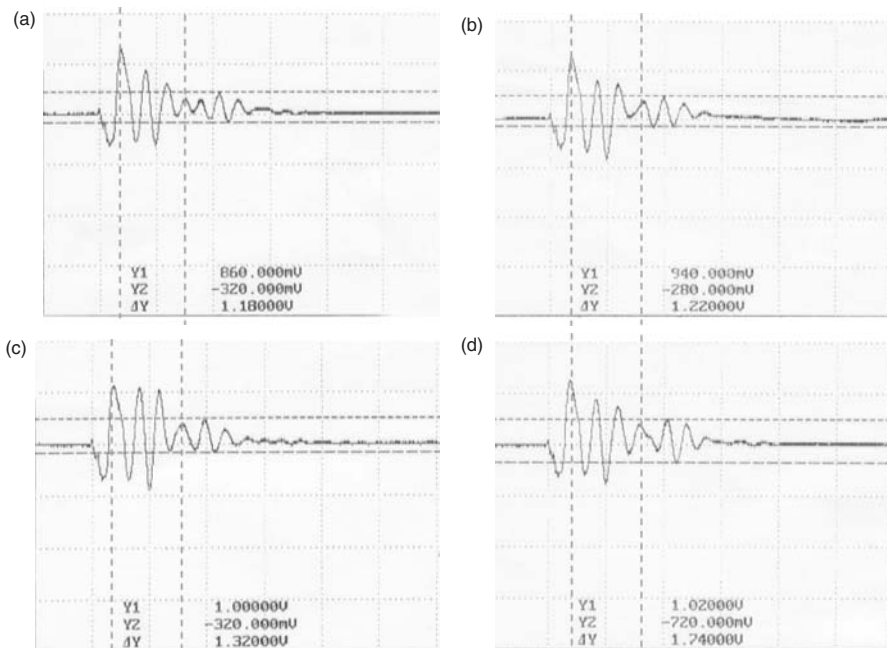 (a)
Y1 860.000mV
Y2 -320.000mV
ΔY 1.18000V
(b)
Y1 940.000mV
Y2 -280.000mV
ΔY 1.22000V
(c)
Y1 1.00000V
Y2 -320.000mV
ΔY 1.32000V
(d)
Y1 1.02000V
Y2 -720.000mV
ΔY 1.74000V